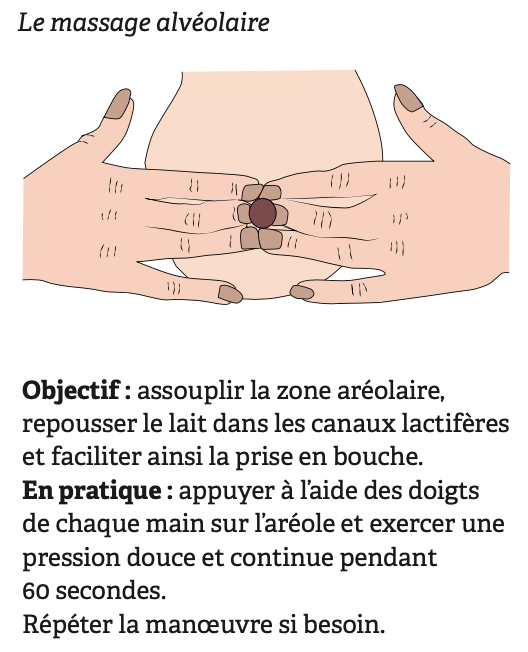 Le massage alvéolaire
Objectif : assouplir la zone aréolaire,
repousser le lait dans les canaux lactifères
et faciliter ainsi la prise en bouche.
En pratique : appuyer à l’aide des doigts
de chaque main sur l’aréole et exercer une
pression douce et continue pendant
60 secondes.
Répéter la manœuvre si besoin.